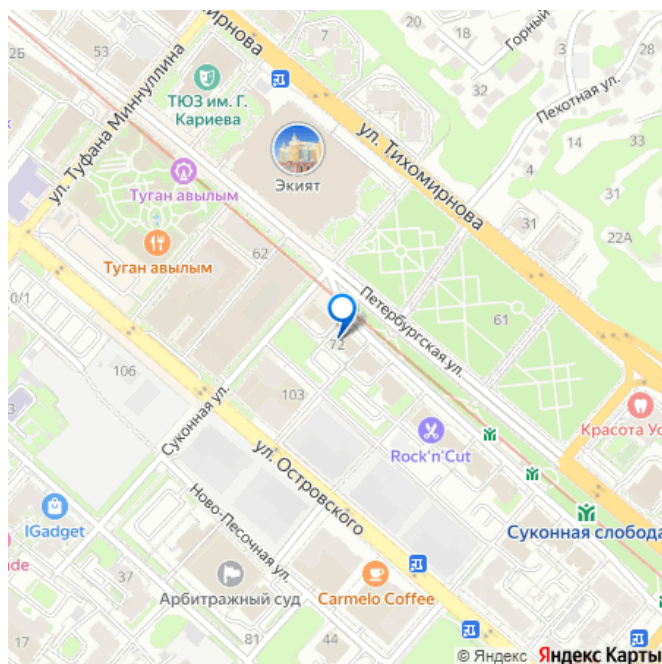 20
18
Горный
3
28
2Б
53
ул. Тихомирнова
ТЮЗ им. Г.
Кариева
32
Пехотная ул.
14
33
4
31
ул. Туфана Миннуллина
Экият
Туган авылым
31
22А
Туган авылым
62
0/1
Петербургская ул.
61
72
106
103
Суконная ул.
Rock'n'Cut
Красота Ус
ул. Островского
IGadget
Ново-Песочная ул.
Суконная слобода
ade
37
Арбитражный суд
Carmelo Coffee
17
81
44
© Яндекс Яндекс Карты